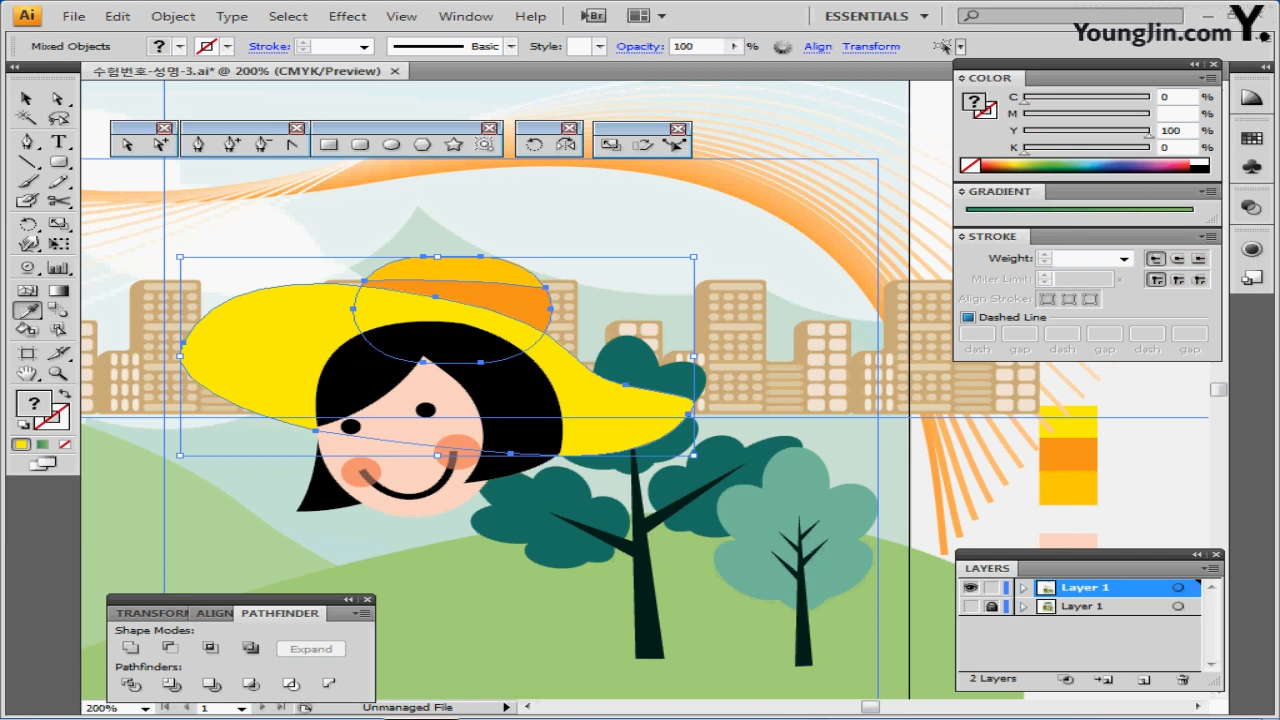 Ai File Edit Object Type Select Effect View Window Help Br ESSENTIALS
YoungJin.com Y.
Mixed Objects ? Stroke: Basic Style: Opacity: 100 % Align Transform
수험번호-성명-3.ai* @ 200% (CMYK/Preview)
COLOR
? C 0 %
M %
Y 100 %
K 0 %
GRADIENT
STROKE
Weight:
Miter Limit: x
Align Stroke:
Dashed Line
dash gap dash gap dash gap
T
?
LAYERS
Layer 1
Layer 1
2 Layers
TRANSFORM ALIGN PATHFINDER
Shape Modes:
Expand
Pathfinders:
200% 1 Unmanaged File